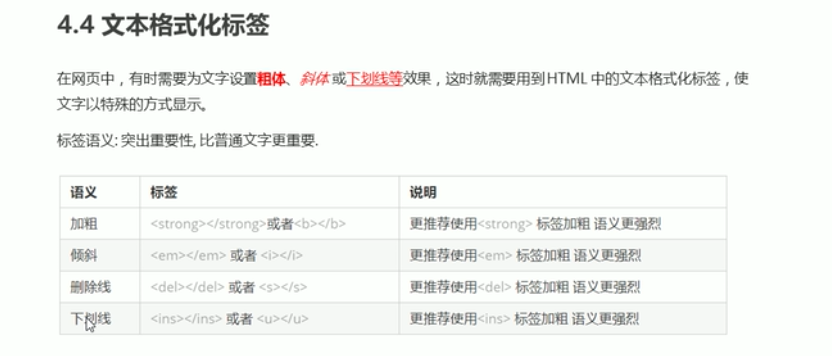 4.4 文本格式化标签
在网页中，有时需要为文字设置粗体、斜体 或下划线等效果，这时就需要用到HTML 中的文本格式化标签，使
文字以特殊的方式显示。
标签语义: 突出重要性, 比普通文字更重要.
语义 标签 说明
加粗 <strong></strong>或者<b></b> 更推荐使用<strong> 标签加粗 语义更强烈
倾斜 <em></em> 或者 <i></i> 更推荐使用<em> 标签加粗 语义更强烈
删除线 <del></del> 或者 <s></s> 更推荐使用<del> 标签加粗 语义更强烈
下划线 <ins></ins> 或者 <u></u> 更推荐使用<ins> 标签加粗 语义更强烈